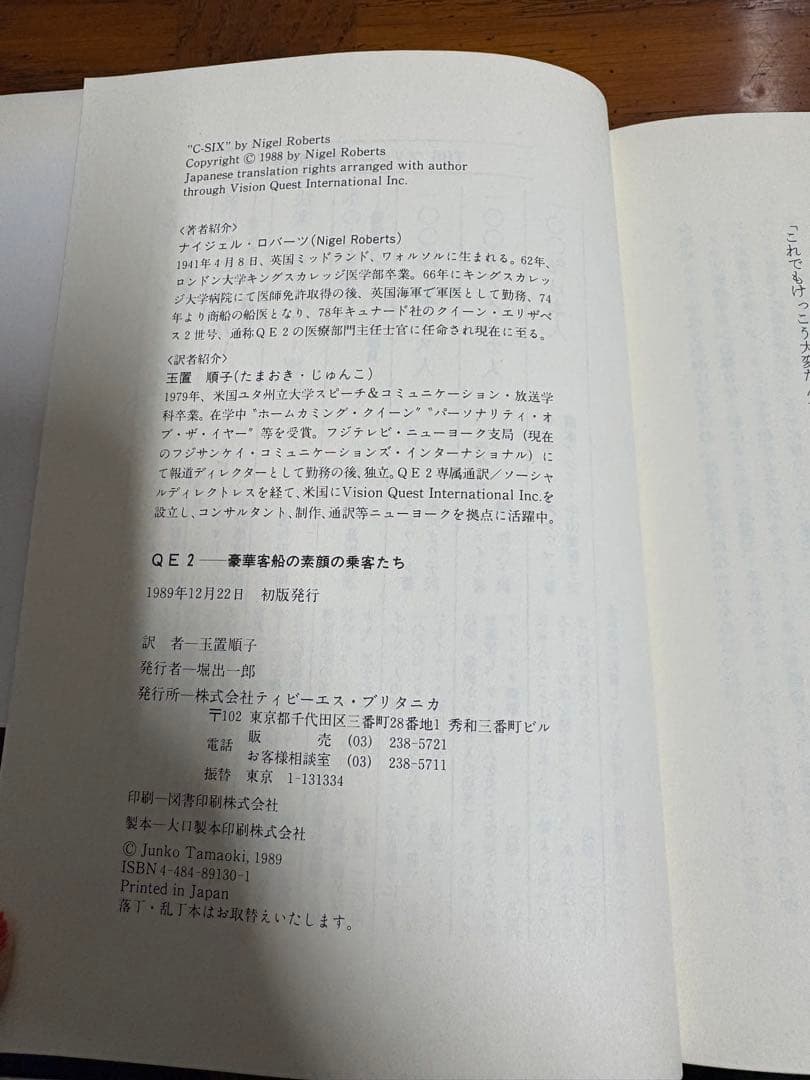 "C-SIX" by Nigel Roberts
Copyright © 1988 by Nigel Roberts
Japanese translation rights arranged with author
through Vision Quest International Inc.
〈著者紹介〉
ナイジェル・ロバーツ(Nigel Roberts)
1941年4月8日、英国ミッドランド、ウォルソルに生まれる。62年、
ロンドン大学キングスカレッジ医学部卒業。66年にキングスカレッ
ジ大学病院にて医師免許取得の後、英国海軍で軍医として勤務、74
年より商船の船医となり、78年キュナード社のクイーン・エリザベ
ス2世号、通称QE2の医療部門主任士官に任命され現在に至る。
〈訳者紹介〉
玉置 順子(たまおき・じゅんこ)
1979年、米国ユタ州立大学スピーチ&コミュニケーション・放送学
科卒業。在学中〝ホームカミング・クイーン〞〝パーソナリティ・オ
ブ・ザ・イヤー〞等を受賞。フジテレビ・ニューヨーク支局(現在
のフジサンケイ・コミュニケーションズ・インターナショナル)に
て報道ディレクターとして勤務の後、独立。QE2専属通訳/ソーシャ
ルディレクトレスを経て、米国にVision Quest International Inc.を
設立し、コンサルタント、制作、通訳等ニューヨークを拠点に活躍中。
QE2──豪華客船の素顔の乗客たち
1989年12月22日 初版発行
訳 者─玉置順子
発行者─堀出一郎
発行所─株式会社ティビーエス・ブリタニカ
〒102 東京都千代田区三番町28番地1 秀和三番町ビル
電話 販 売 (03) 238-5721
お客様相談室 (03) 238-5711
振替 東京 1-131334
印刷─図書印刷株式会社
製本─大口製本印刷株式会社
© Junko Tamaoki, 1989
ISBN4-484-89130-1
Printed in Japan
落丁・乱丁本はお取替えいたします。
「これでもけっこう大変